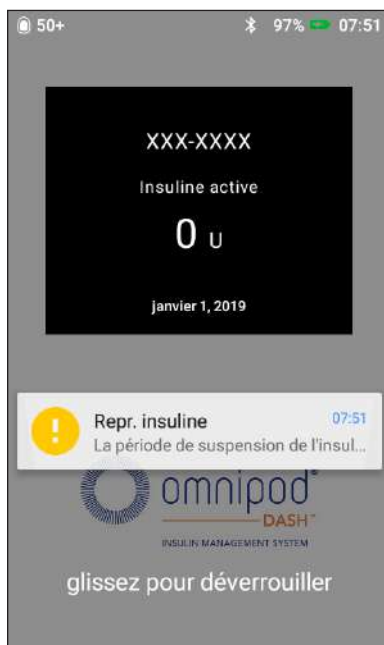 50+ 97% 07:51
XXX-XXXX
Insuline active
0 U
janvier 1, 2019
Repr. insuline 07:51
La période de suspension de l'insul...
omnipod®
DASH™
INSULIN MANAGEMENT SYSTEM
glissez pour déverrouiller